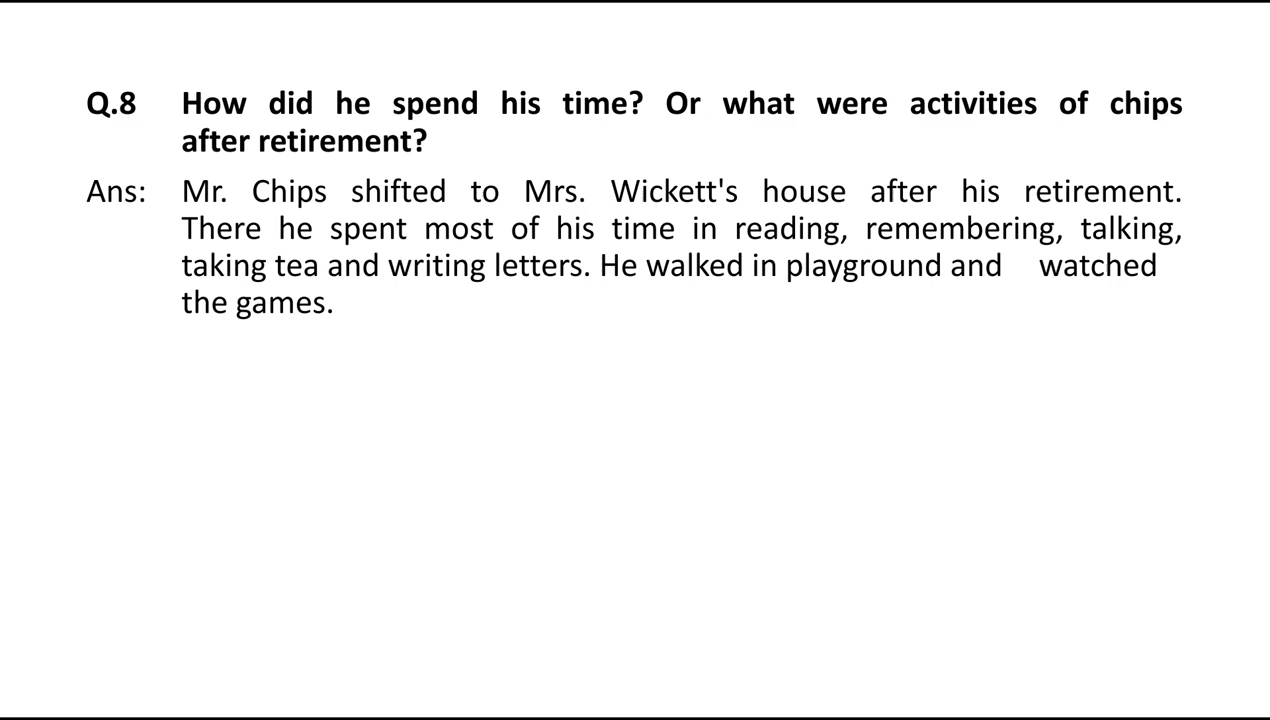 Q.8 How did he spend his time? Or what were activities of chips
after retirement?
Ans: Mr. Chips shifted to Mrs. Wickett's house after his retirement.
There he spent most of his time in reading, remembering, talking,
taking tea and writing letters. He walked in playground and watched
the games.